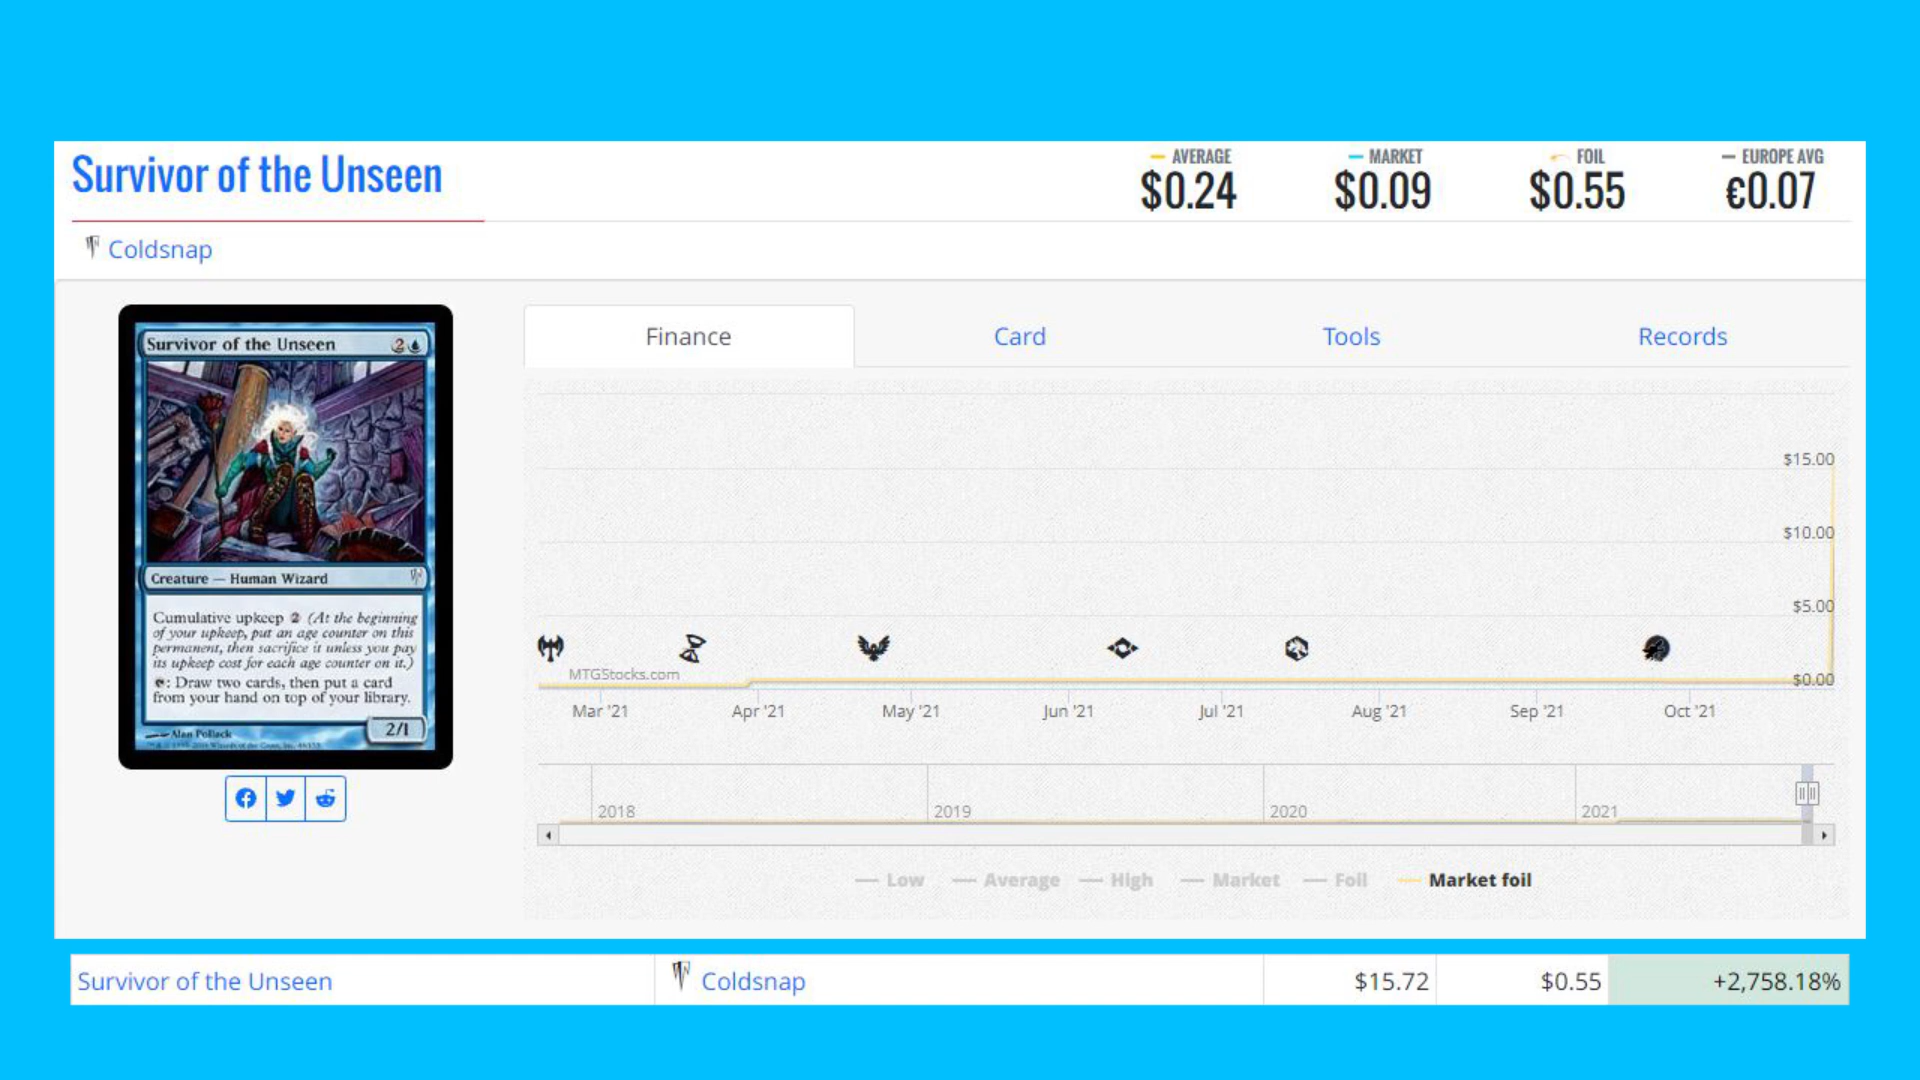 Survivor of the Unseen
AVERAGE
$0.24
MARKET
$0.09
FOIL
$0.55
EUROPE AVG
€0.07
Coldsnap
Survivor of the Unseen 2
Creature — Human Wizard
Cumulative upkeep 2 (At the beginning
of your upkeep, put an age counter on this
permanent, then sacrifice it unless you pay
its upkeep cost for each age counter on it.)
: Draw two cards, then put a card
from your hand on top of your library.
2/1
Alan Pollack
Finance
Card
Tools
Records
$15.00
$10.00
$5.00
$0.00
MTGStocks.com
Mar '21
Apr '21
May '21
Jun '21
Jul '21
Aug '21
Sep '21
Oct '21
2018
2019
2020
2021
Low
Average
High
Market
Foil
Market foil
Survivor of the Unseen
Coldsnap
$15.72
$0.55
+2,758.18%